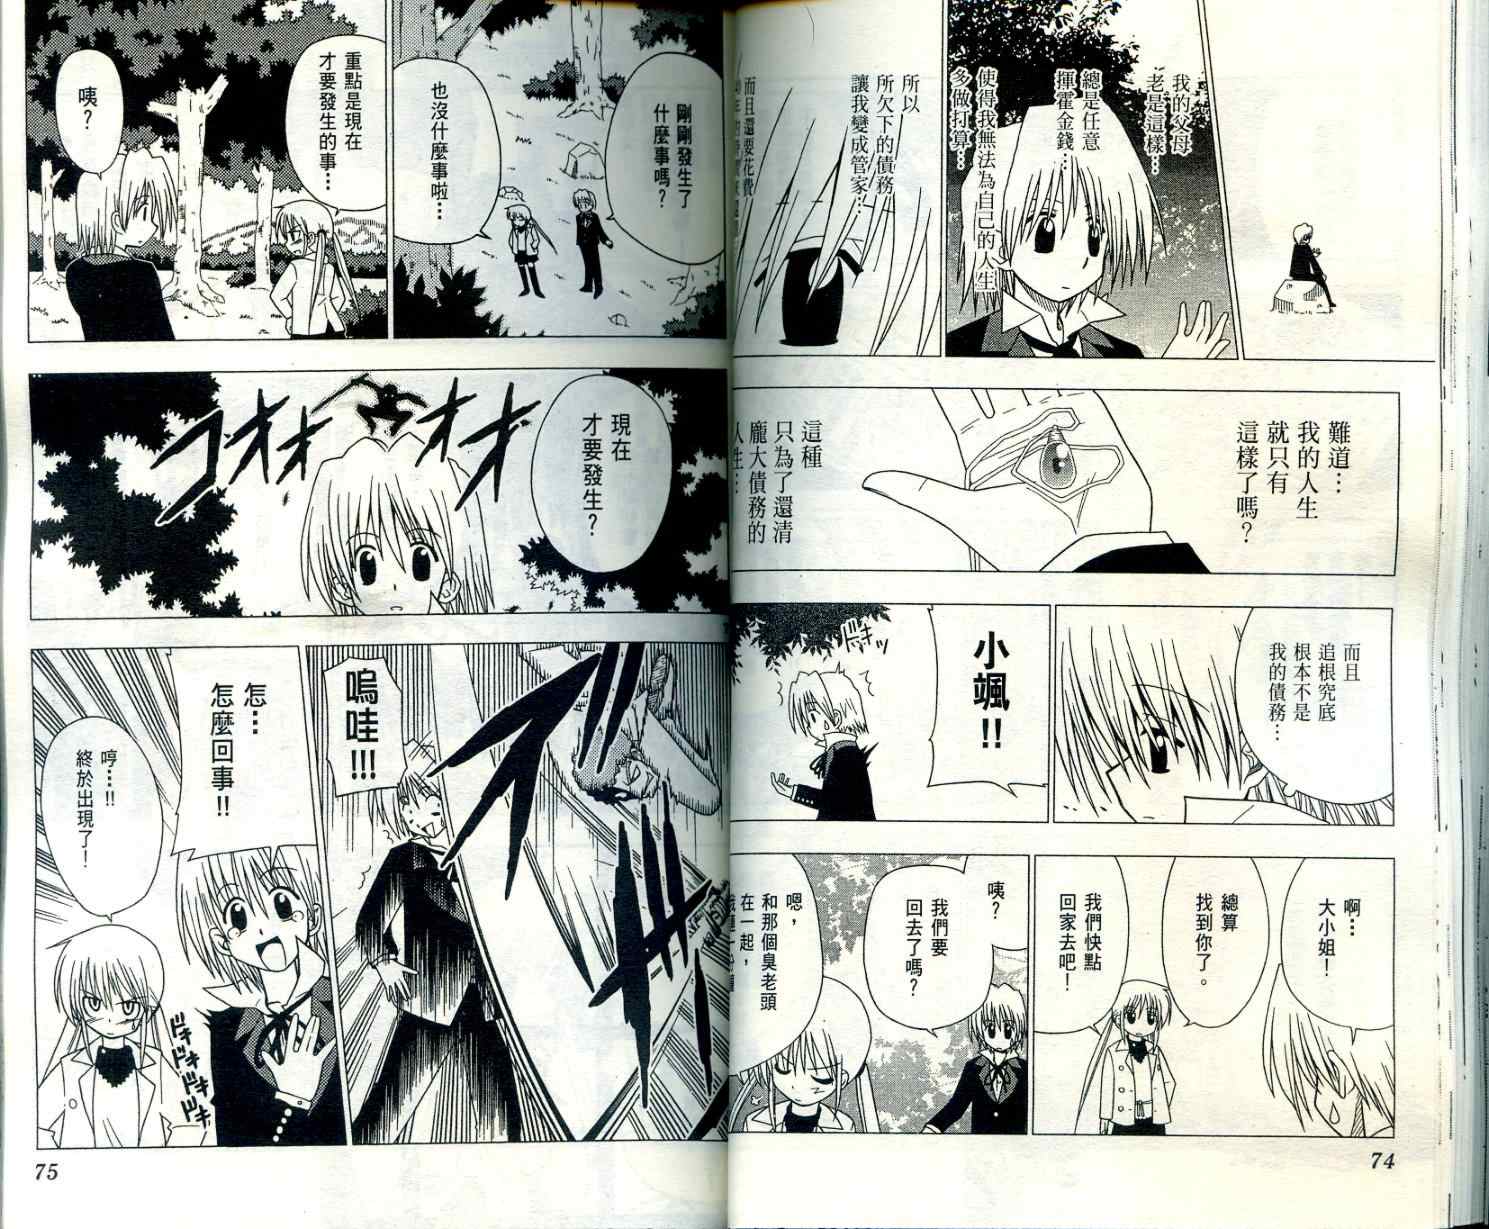 我的父母
老是這樣…
總是任意
揮霍金錢…
使得我無法為自己的人生
多做打算…
所以
所欠下的債務
讓我變成管家…
而且還要花費
難道…
我的人生
就只有
這樣了嗎？
這種
只為了還清
龐大債務的
人生…
而且
追根究底
根本不是
我的債務…
小颯!!
ドキッ
啊…
大小姐！
總算
找到你了。
我們快點
回家去吧！
咦？
我們要
回去了嗎？
嗯，
和那個臭老頭
在一起，
74
剛剛發生了
什麼事嗎？
也沒什麼事啦…
重點是現在
才要發生的事…
咦？
現在
才要發生？
オオオオオ
嗚哇!!!
怎…
怎麼回事!!
ドキドキドキ
哼…!!
終於出現了！
75